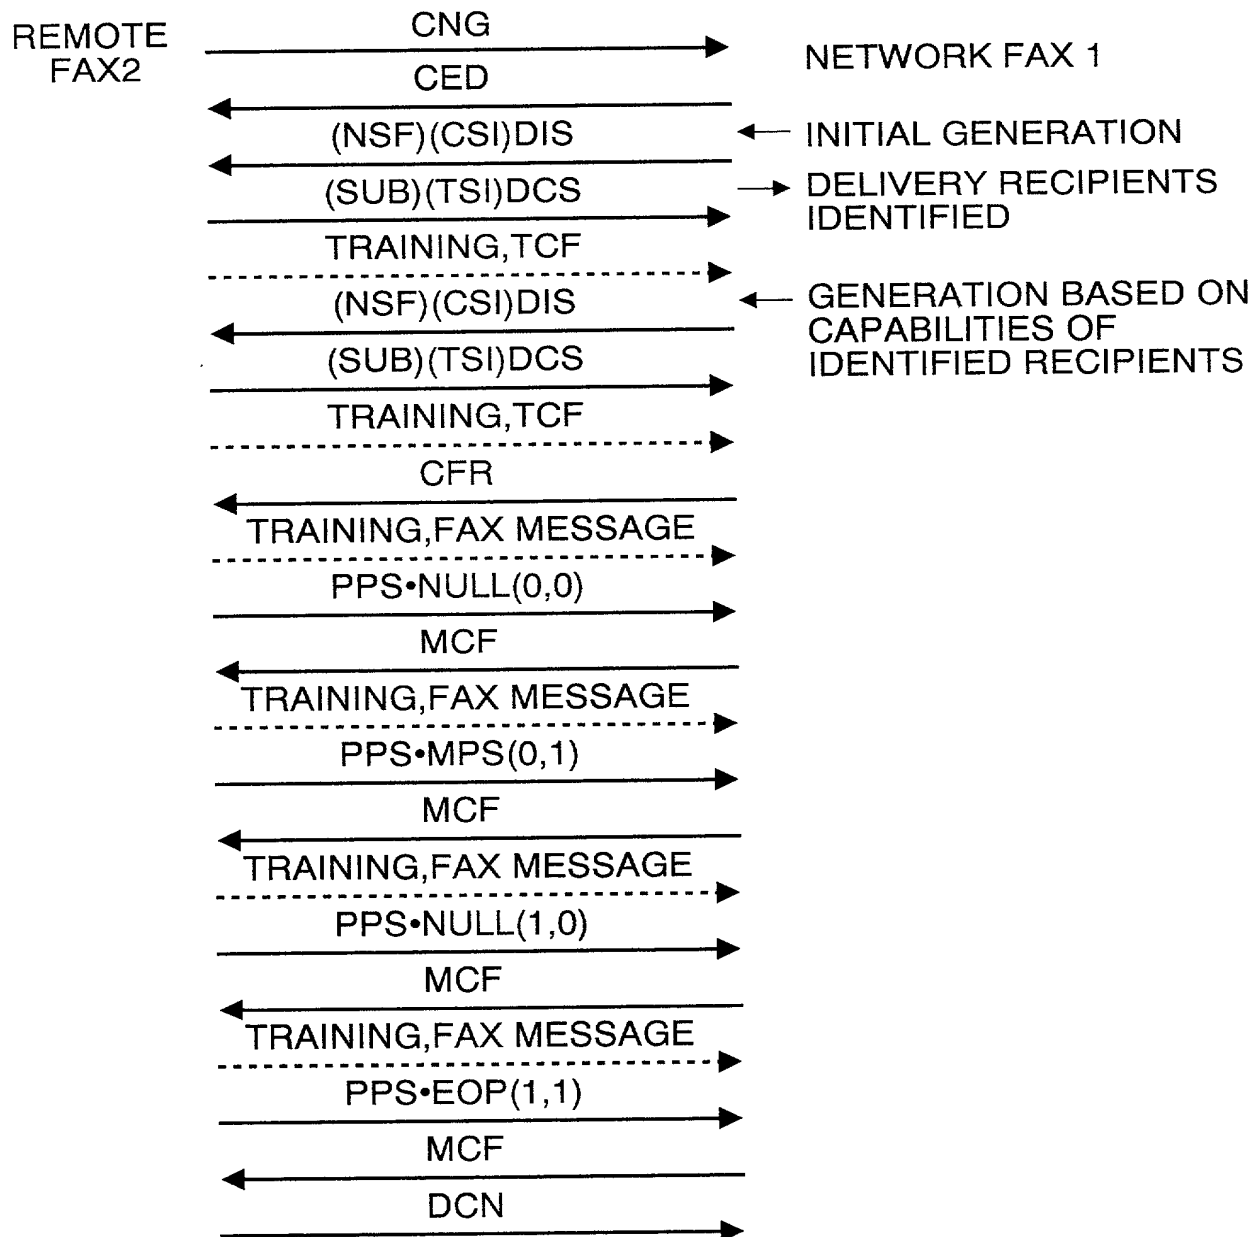 REMOTE
FAX2
CNG
NETWORK FAX 1
CED
(NSF)(CSI)DIS
INITIAL GENERATION
(SUB)(TSI)DCS
DELIVERY RECIPIENTS
IDENTIFIED
TRAINING,TCF
(NSF)(CSI)DIS
GENERATION BASED ON
CAPABILITIES OF
IDENTIFIED RECIPIENTS
(SUB)(TSI)DCS
TRAINING,TCF
CFR
TRAINING,FAX MESSAGE
PPS•NULL(0,0)
MCF
TRAINING,FAX MESSAGE
PPS•MPS(0,1)
MCF
TRAINING,FAX MESSAGE
PPS•NULL(1,0)
MCF
TRAINING,FAX MESSAGE
PPS•EOP(1,1)
MCF
DCN